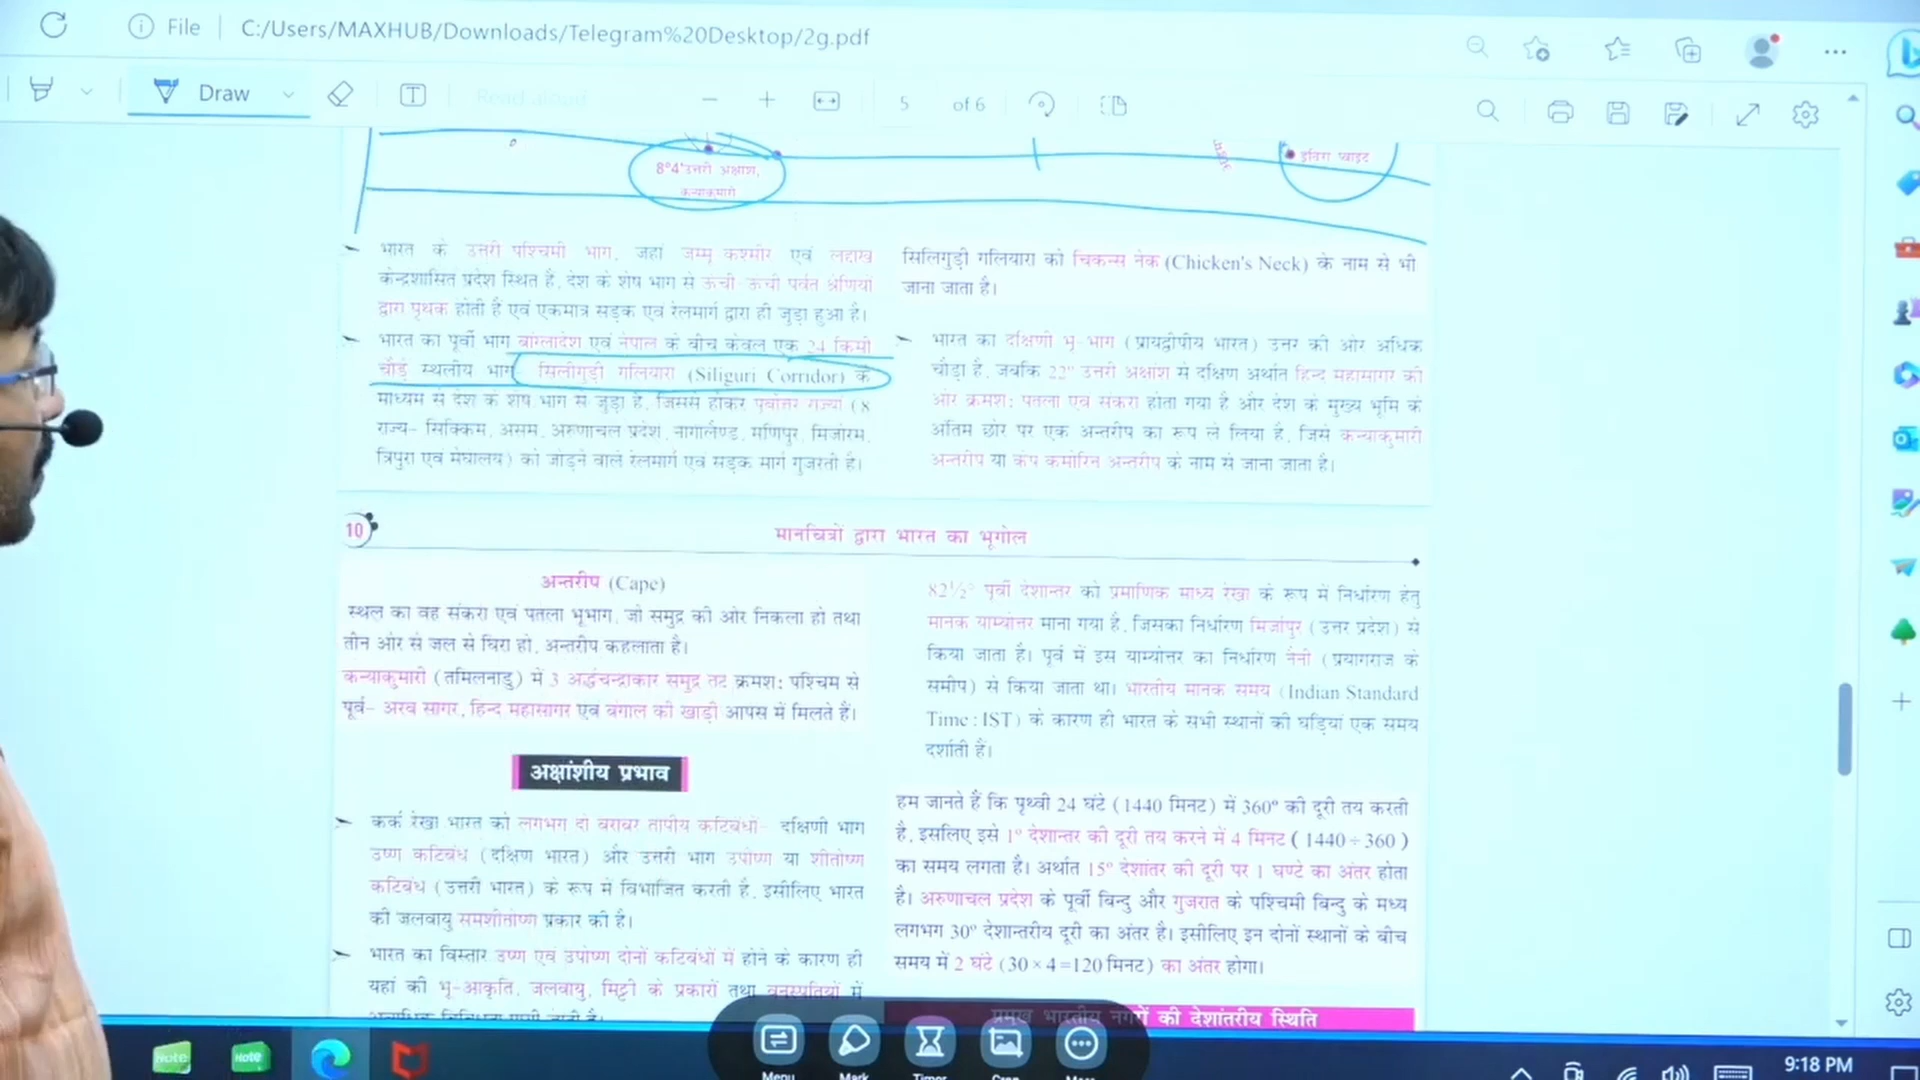 File
C:/Users/MAXHUB/Downloads/Telegram%20Desktop/2g.pdf
Draw
Read aloud
5 of 6
8°4'उत्तरी अक्षांश,
कन्याकुमारी
इंदिरा प्वाइंट
भारत के उत्तरी पश्चिमी भाग, जहां जम्मू कश्मीर एवं लद्दाख
केन्द्रशासित प्रदेश स्थित है, देश के शेष भाग से ऊंची-ऊंची पर्वत श्रेणियों
द्वारा पृथक होती है एवं एकमात्र सड़क एवं रेलमार्ग द्वारा ही जुड़ा हुआ है।
भारत का पूर्वी भाग बांग्लादेश एवं नेपाल के बीच केवल एक 24 किमी
चौड़े स्थलीय भाग- सिलीगुड़ी गलियारा (Siliguri Corridor) के
माध्यम से देश के शेष भाग से जुड़ा है, जिससे होकर पूर्वोत्तर राज्यों (8
राज्य- सिक्किम, असम, अरुणाचल प्रदेश, नागालैण्ड, मणिपुर, मिजोरम,
त्रिपुरा एवं मेघालय) को जोड़ने वाले रेलमार्ग एवं सड़क मार्ग गुजरती है।
सिलिगुड़ी गलियारा को चिकन्स नेक (Chicken's Neck) के नाम से भी
जाना जाता है।
भारत का दक्षिणी भू-भाग (प्रायद्वीपीय भारत) उत्तर की ओर अधिक
चौड़ा है, जबकि 22° उत्तरी अक्षांश से दक्षिण अर्थात हिन्द महासागर की
ओर क्रमश: पतला एवं संकरा होता गया है और देश के मुख्य भूमि के
अंतिम छोर पर एक अन्तरीप का रूप ले लिया है, जिसे कन्याकुमारी
अन्तरीप या केप कमोरिन अन्तरीप के नाम से जाना जाता है।
10
मानचित्रों द्वारा भारत का भूगोल
अन्तरीप (Cape)
स्थल का वह संकरा एवं पतला भूभाग, जो समुद्र की ओर निकला हो तथा
तीन ओर से जल से घिरा हो, अन्तरीप कहलाता है।
कन्याकुमारी (तमिलनाडु) में 3 अर्द्धचन्द्राकार समुद्र तट क्रमश: पश्चिम से
पूर्व- अरब सागर, हिन्द महासागर एवं बंगाल की खाड़ी आपस में मिलते हैं।
अक्षांशीय प्रभाव
कर्क रेखा भारत को लगभग दो बराबर तापीय कटिबंधों- दक्षिणी भाग
उष्ण कटिबंध (दक्षिण भारत) और उत्तरी भाग उपोष्ण या शीतोष्ण
कटिबंध (उत्तरी भारत) के रूप में विभाजित करती है, इसीलिए भारत
की जलवायु समशीतोष्ण प्रकार की है।
भारत का विस्तार उष्ण एवं उपोष्ण दोनों कटिबंधों में होने के कारण ही
यहां की भू-आकृति, जलवायु, मिट्टी के प्रकारों तथा वनस्पतियों में
82½° पूर्वी देशान्तर को प्रमाणिक माध्य रेखा के रूप में निर्धारण हेतु
मानक याम्योत्तर माना गया है, जिसका निर्धारण मिर्जापुर (उत्तर प्रदेश) से
किया जाता है। पूर्व में इस याम्योत्तर का निर्धारण नैनी (प्रयागराज के
समीप) से किया जाता था। भारतीय मानक समय (Indian Standard
Time : IST) के कारण ही भारत के सभी स्थानों की घड़ियां एक समय
दर्शाती हैं।
हम जानते हैं कि पृथ्वी 24 घंटे (1440 मिनट) में 360° की दूरी तय करती
है, इसलिए इसे 1° देशान्तर की दूरी तय करने में 4 मिनट (1440÷360)
का समय लगता है। अर्थात 15° देशांतर की दूरी पर 1 घण्टे का अंतर होता
है। अरुणाचल प्रदेश के पूर्वी बिन्दु और गुजरात के पश्चिमी बिन्दु के मध्य
लगभग 30° देशान्तरीय दूरी का अंतर है। इसीलिए इन दोनों स्थानों के बीच
समय में 2 घंटे (30×4=120 मिनट) का अंतर होगा।
प्रमुख भारतीय नगरों की देशांतरीय स्थिति
Note
Note
Menu
Mark
Timer
Crop
More
9:18 PM